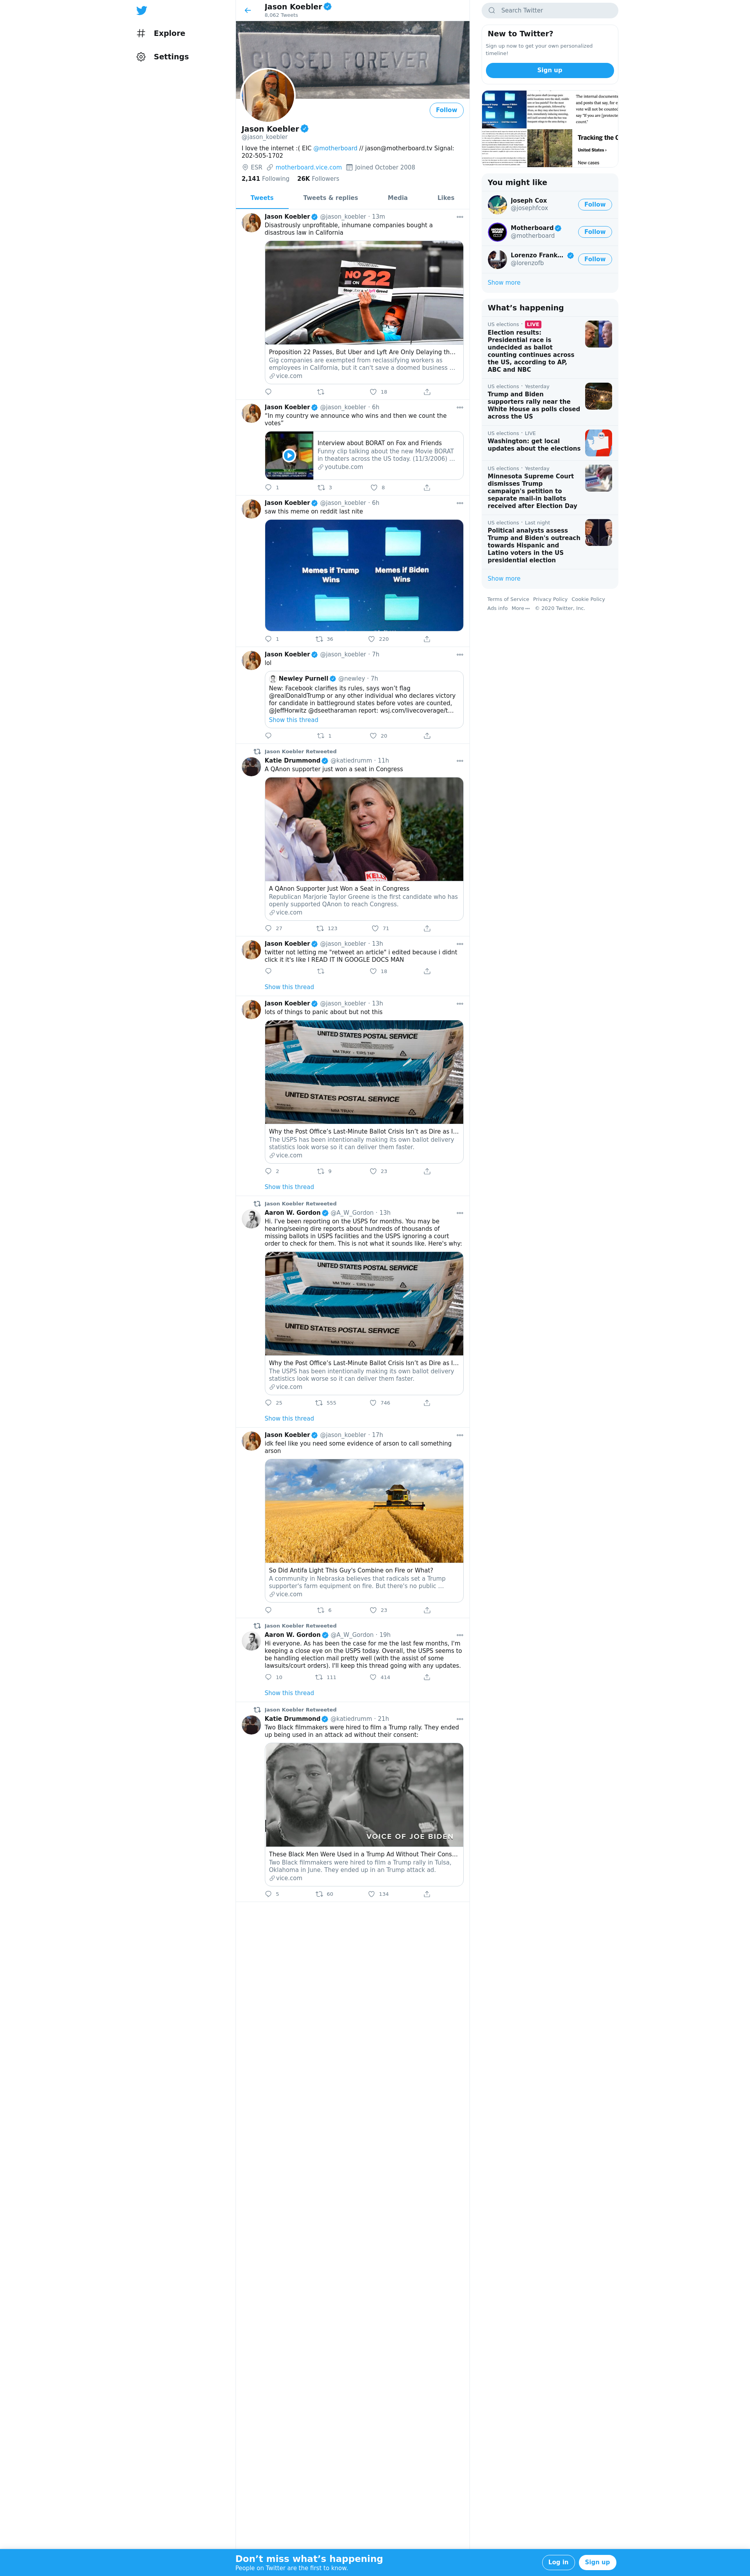 Explore
Settings
Jason Koebler
8,062 Tweets
CLOSED FOREVER
Follow
Jason Koebler
@jason_koebler
I love the internet :( EIC @motherboard // jason@motherboard.tv Signal:
202-505-1702
ESR motherboard.vice.com Joined October 2008
2,141 Following 26K Followers
Tweets Tweets & replies Media Likes
Jason Koebler @jason_koebler · 13m
Disastrously unprofitable, inhumane companies bought a
disastrous law in California
NO
22
ON
Proposition 22 Passes, But Uber and Lyft Are Only Delaying th…
Gig companies are exempted from reclassifying workers as
employees in California, but it can't save a doomed business …
vice.com
18
Jason Koebler @jason_koebler · 6h
"In my country we announce who wins and then we count the
votes"
Interview about BORAT on Fox and Friends
Funny clip talking about the new Movie BORAT
in theaters across the US today. (11/3/2006) …
youtube.com
1 3 8
Jason Koebler @jason_koebler · 6h
saw this meme on reddit last nite
Memes if Trump
Wins
Memes if Biden
Wins
1 36 220
Jason Koebler @jason_koebler · 7h
lol
Newley Purnell @newley · 7h
New: Facebook clarifies its rules, says won't flag
@realDonaldTrump or any other individual who declares victory
for candidate in battleground states before votes are counted,
@JeffHorwitz @dseetharaman report: wsj.com/livecoverage/t…
Show this thread
1 20
Jason Koebler Retweeted
Katie Drummond @katiedrumm · 11h
A QAnon supporter just won a seat in Congress
KELLY
A QAnon Supporter Just Won a Seat in Congress
Republican Marjorie Taylor Greene is the first candidate who has
openly supported QAnon to reach Congress.
vice.com
27 123 71
Jason Koebler @jason_koebler · 13h
twitter not letting me "retweet an article" i edited because i didnt
click it it's like I READ IT IN GOOGLE DOCS MAN
18
Show this thread
Jason Koebler @jason_koebler · 13h
lots of things to panic about but not this
UNITED STATES POSTAL SERVICE
UNITED STATES POSTAL SERVICE
Why the Post Office's Last-Minute Ballot Crisis Isn't as Dire as I…
The USPS has been intentionally making its own ballot delivery
statistics look worse so it can deliver them faster.
vice.com
2 9 23
Show this thread
Jason Koebler Retweeted
Aaron W. Gordon @A_W_Gordon · 13h
Hi. I've been reporting on the USPS for months. You may be
hearing/seeing dire reports about hundreds of thousands of
missing ballots in USPS facilities and the USPS ignoring a court
order to check for them. This is not what it sounds like. Here's why:
UNITED STATES POSTAL SERVICE
UNITED STATES POSTAL SERVICE
Why the Post Office's Last-Minute Ballot Crisis Isn't as Dire as I…
The USPS has been intentionally making its own ballot delivery
statistics look worse so it can deliver them faster.
vice.com
25 555 746
Show this thread
Jason Koebler @jason_koebler · 17h
idk feel like you need some evidence of arson to call something
arson
So Did Antifa Light This Guy's Combine on Fire or What?
A community in Nebraska believes that radicals set a Trump
supporter's farm equipment on fire. But there's no public …
vice.com
6 23
Jason Koebler Retweeted
Aaron W. Gordon @A_W_Gordon · 19h
Hi everyone. As has been the case for me the last few months, I'm
keeping a close eye on the USPS today. Overall, the USPS seems to
be handling election mail pretty well (with the assist of some
lawsuits/court orders). I'll keep this thread going with any updates.
10 111 414
Show this thread
Jason Koebler Retweeted
Katie Drummond @katiedrumm · 21h
Two Black filmmakers were hired to film a Trump rally. They ended
up being used in an attack ad without their consent:
VOICE OF JOE BIDEN
These Black Men Were Used in a Trump Ad Without Their Cons…
Two Black filmmakers were hired to film a Trump rally in Tulsa,
Oklahoma in June. They ended up in an Trump attack ad.
vice.com
5 60 134
Search Twitter
New to Twitter?
Sign up now to get your own personalized
timeline!
Sign up
Tracking the C
United States ›
New cases
You might like
Joseph Cox
@josephfcox
Follow
Motherboard
@motherboard
Follow
Lorenzo Frank…
@lorenzofb
Follow
Show more
What's happening
US elections · LIVE
Election results:
Presidential race is
undecided as ballot
counting continues across
the US, according to AP,
ABC and NBC
US elections · Yesterday
Trump and Biden
supporters rally near the
White House as polls closed
across the US
US elections · LIVE
Washington: get local
updates about the elections
US elections · Yesterday
Minnesota Supreme Court
dismisses Trump
campaign's petition to
separate mail-in ballots
received after Election Day
US elections · Last night
Political analysts assess
Trump and Biden's outreach
towards Hispanic and
Latino voters in the US
presidential election
Show more
Terms of Service Privacy Policy Cookie Policy
Ads info More ··· © 2020 Twitter, Inc.
Don't miss what's happening
People on Twitter are the first to know.
Log in
Sign up